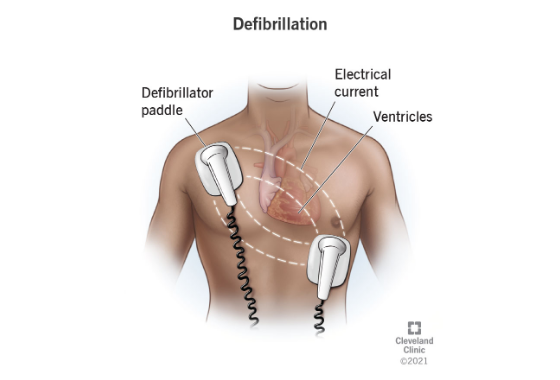 Defibrillation
Electrical
current
Defibrillator
paddle
Ventricles
Cleveland
Clinic
©2021